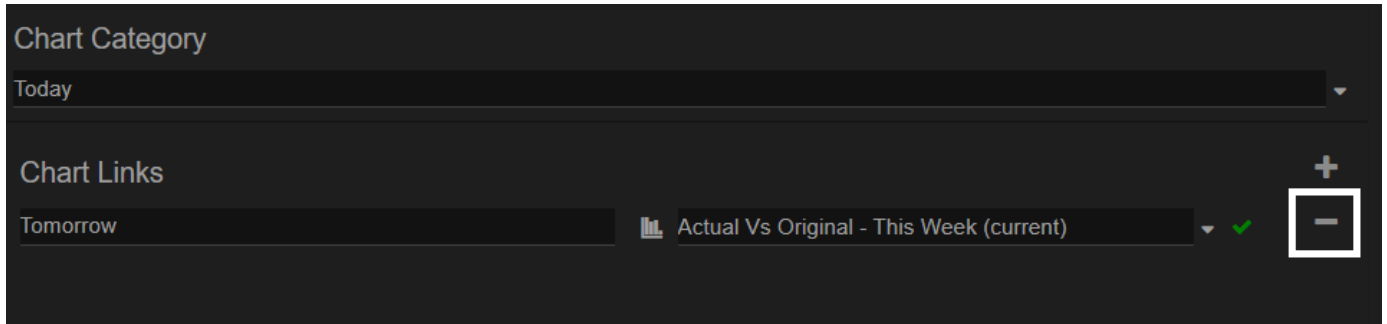 Chart Category
Today
Chart Links
Tomorrow Actual Vs Original - This Week (current)